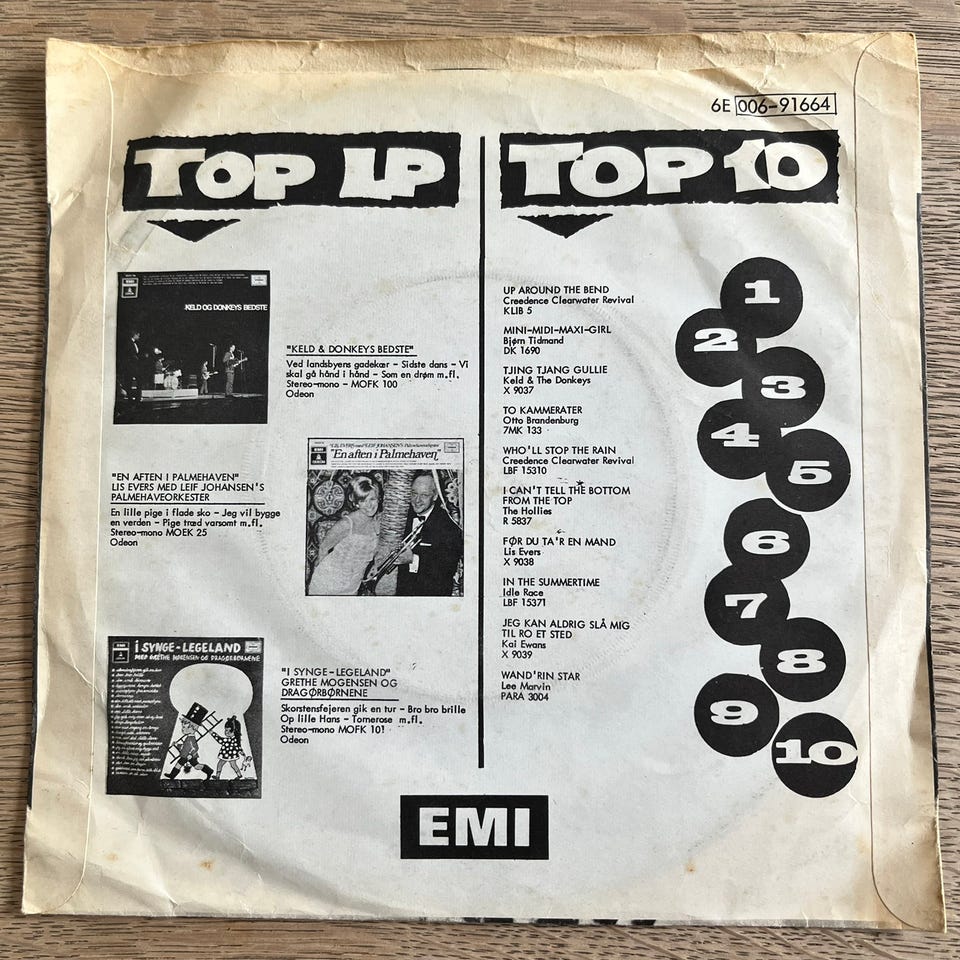 6E 006-91664
TOP LP
KELD OG DONKEYS BEDSTE
"KELD & DONKEYS BEDSTE"
Ved landsbyens gadekær - Sidste dans - Vi
skal gå hånd i hånd - Som en drøm m.fl.
Stereo-mono - MOFK 100
Odeon
"En aften i Palmehaven"
"EN AFTEN I PALMEHAVEN"
LIS EVERS MED LEIF JOHANSEN'S
PALMEHAVEORKESTER
En lille pige i flade sko - Jeg vil bygge
en verden - Pige træd varsomt m.fl.
Stereo-mono MOEK 25
Odeon
I SYNGE-LEGELAND
MED GRETHE MOGENSEN OG DRAGØRBØRNENE
"I SYNGE-LEGELAND"
GRETHE MOGENSEN OG
DRAGØRBØRNENE
Skorstensfejeren gik en tur - Bro bro brille
Op lille Hans - Tornerose m.fl.
Stereo-mono MOFK 10!
Odeon
TOP 10
UP AROUND THE BEND
Creedence Clearwater Revival
KLIB 5
MINI-MIDI-MAXI-GIRL
Bjørn Tidmand
DK 1690
TJING TJANG GULLIE
Keld & The Donkeys
X 9037
TO KAMMERATER
Otto Brandenburg
7MK 133
WHO'LL STOP THE RAIN
Creedence Clearwater Revival
LBF 15310
I CAN'T TELL THE BOTTOM
FROM THE TOP
The Hollies
R 5837
FØR DU TA'R EN MAND
Lis Evers
X 9038
IN THE SUMMERTIME
Idle Race
LBF 15371
JEG KAN ALDRIG SLÅ MIG
TIL RO ET STED
Kai Ewans
X 9039
WAND'RIN STAR
Lee Marvin
PARA 3004
1
2
3
4
5
6
7
8
9
10
EMI